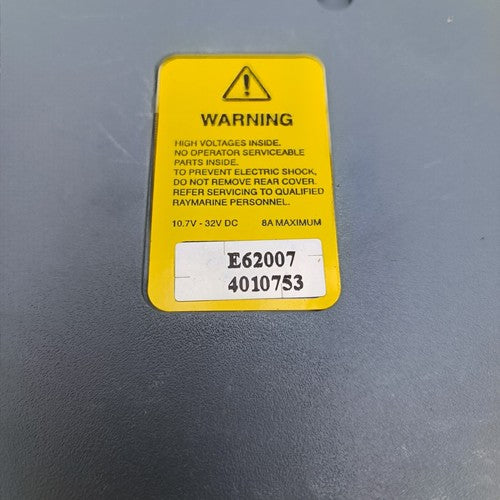 WARNING
HIGH VOLTAGES INSIDE.
NO OPERATOR SERVICEABLE
PARTS INSIDE.
TO PREVENT ELECTRIC SHOCK,
DO NOT REMOVE REAR COVER.
REFER SERVICING TO QUALIFIED
RAYMARINE PERSONNEL.
10.7V - 32V DC 8A MAXIMUM
E62007
4010753